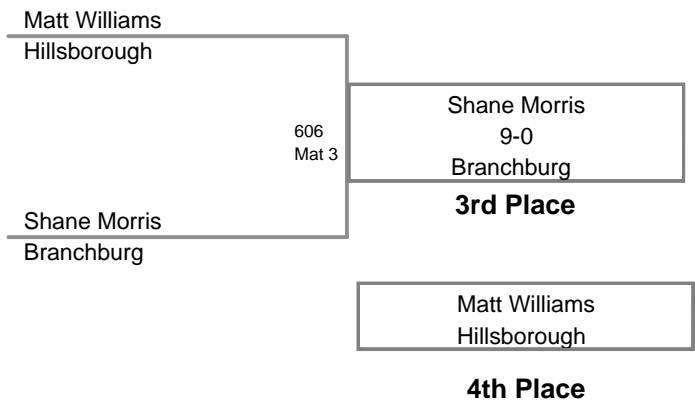 Matt Williams
Hillsborough
606
Mat 3
Shane Morris
9-0
Branchburg
3rd Place
Shane Morris
Branchburg
Matt Williams
Hillsborough
4th Place